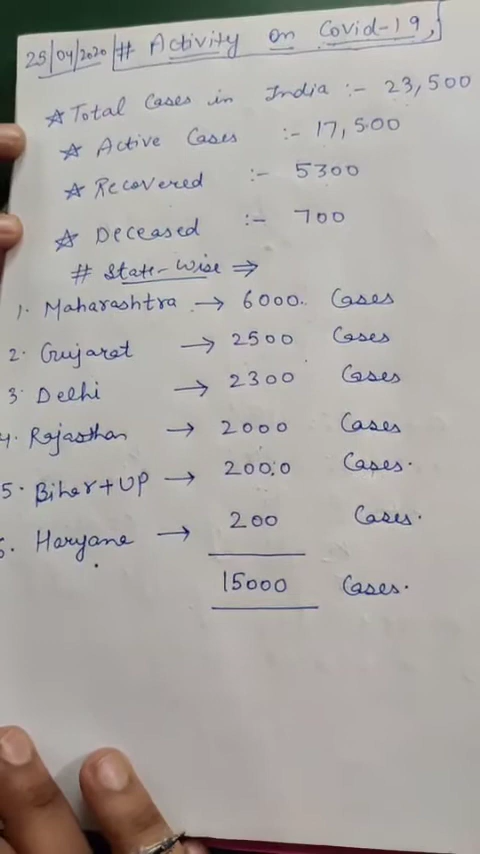 25/04/2020 # Activity on Covid-19,
☆ Total Cases in India :- 23,500
☆ Active Cases :- 17,500
☆ Recovered :- 5300
☆ Deceased :- 700
# State-Wise ⇒
1. Maharashtra → 6000 Cases
2. Gujarat → 2500 Cases
3. Delhi → 2300 Cases
4. Rajasthan → 2000 Cases
5. Bihar+UP → 2000 Cases.
6. Haryana → 200 Cases.
15000 Cases.